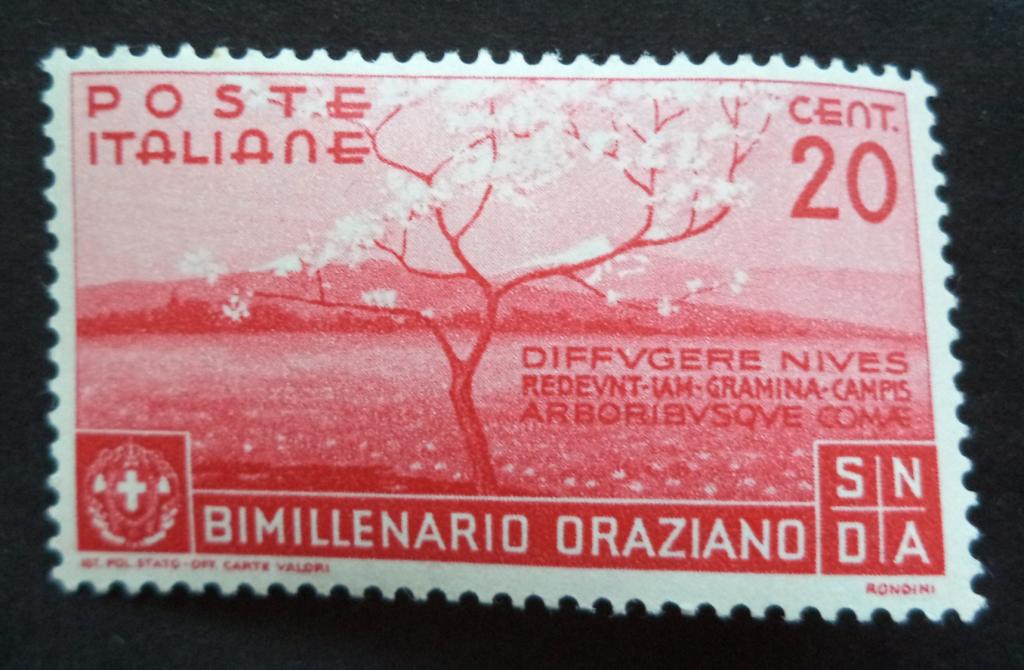 POSTE
ITALIANE
CENT.
20
DIFFVGERE NIVES
REDEVNT·IAM·GRAMINA·CAMPIS
ARBORIBVSQVE COMÆ
BIMILLENARIO ORAZIANO
S N
D A
IST. POL. STATO - OFF. CARTE VALORI
RONDINI